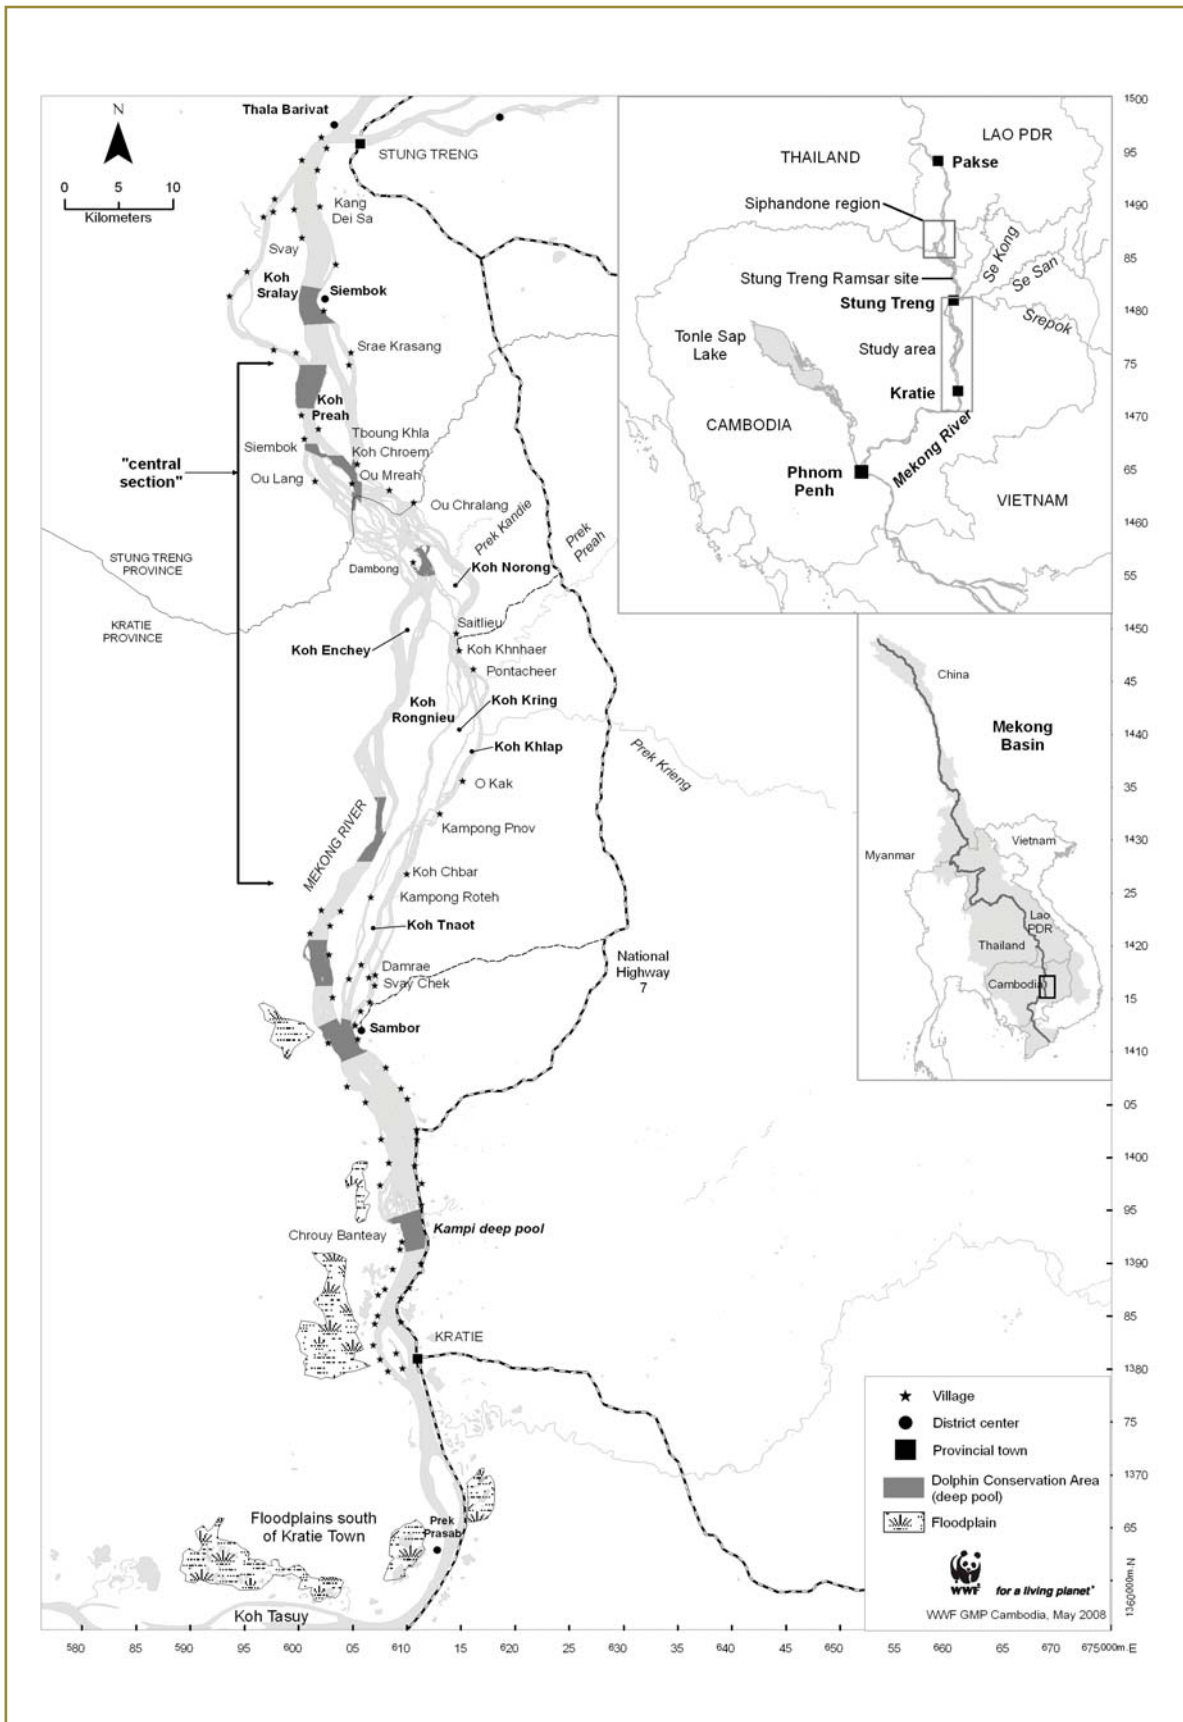 Thala Barivat
N
STUNG TRENG
0 5 10
Kilometers
Kang
Dei Sa
Svay
Koh
Sralay
Siembok
Srae Krasang
Koh
Preah
"central
section"
Tboung Khla
Siembok
Koh Chroem
Ou Lang
Ou Mreah
Ou Chralang
Prek Kandie
Prek
Preah
STUNG TRENG
PROVINCE
Dambong
Koh Norong
KRATIE
PROVINCE
Saitlieu
Koh Enchey
Koh Khnhaer
Pontacheer
Koh
Rongnieu
Koh Kring
Koh Khlap
Prek Krieng
O Kak
MEKONG RIVER
Kampong Pnov
Koh Chbar
Kampong Roteh
Koh Tnaot
National
Highway
7
Damrae
Svay Chek
Sambor
Chrouy Banteay
Kampi deep pool
KRATIE
Floodplains south
of Kratie Town
Prek
Prasab
Koh Tasuy
LAO PDR
THAILAND
Pakse
Siphandone region
Se Kong
Se San
Stung Treng Ramsar site
Stung Treng
Srepok
Tonle Sap
Lake
Study area
Kratie
CAMBODIA
Mekong River
Phnom
Penh
VIETNAM
China
Mekong
Basin
Myanmar
Vietnam
Lao
PDR
Thailand
Cambodia
Village
District center
Provincial town
Dolphin Conservation Area
(deep pool)
Floodplain
WWF
for a living planet®
WWF GMP Cambodia, May 2008
1500
95
1490
85
1480
75
1470
65
1460
55
1450
45
1440
35
1430
25
1420
15
1410
05
1400
95
1390
85
1380
75
1370
65
1360000m.N
580 85 590 95 600 605 610 15 620 25 630 35 640 45 650 55 660 65 670 675000m.E